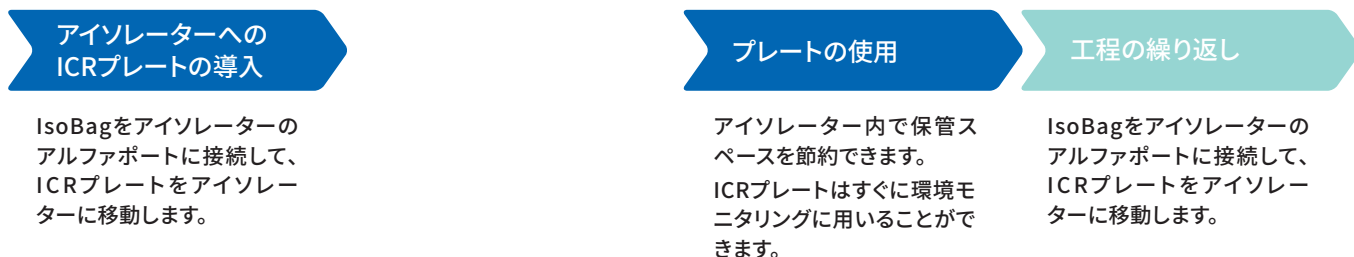 アイソレーターへの
ICRプレートの導入
IsoBagをアイソレーターの
アルファポートに接続して、
ICRプレートをアイソレー
ターに移動します。
プレートの使用
アイソレーター内で保管ス
ペースを節約できます。
ICRプレートはすぐに環境モ
ニタリングに用いることがで
きます。
工程の繰り返し
IsoBagをアイソレーターの
アルファポートに接続して、
ICRプレートをアイソレー
ターに移動します。